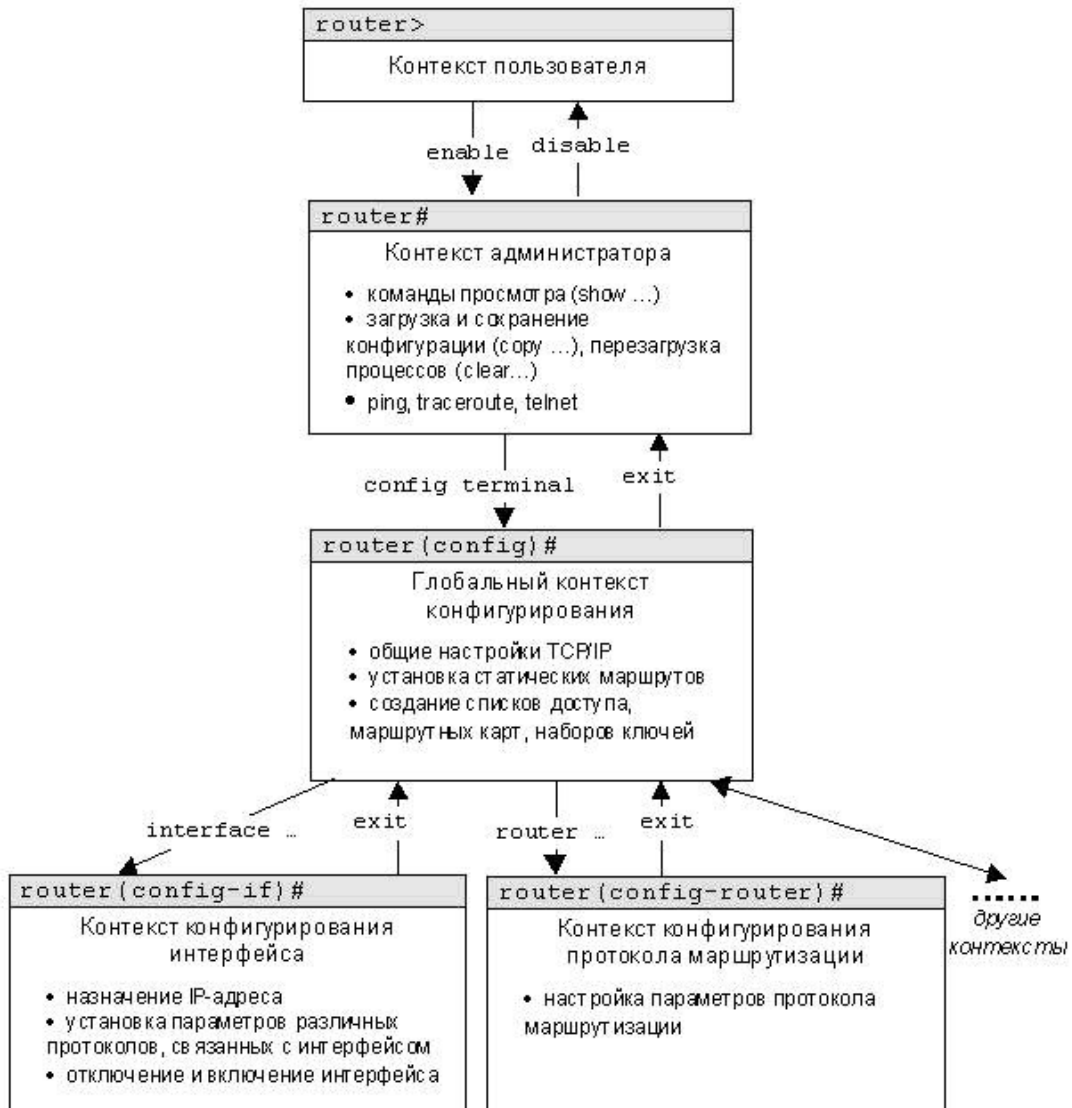 router>
Контекст пользователя
enable
disable
router#
Контекст администратора
• команды просмотра (show ...)
• загрузка и сохранение
конфигурации (copy ...), перезагрузка
процессов (clear...)
• ping, traceroute, telnet
config terminal
exit
router(config)#
Глобальный контекст
конфигурирования
• общие настройки TCP/IP
• установка статических маршрутов
• создание списков доступа,
маршрутных карт, наборов ключей
interface …
exit
router …
exit
router(config-if)#
Контекст конфигурирования
интерфейса
• назначение IP-адреса
• установка параметров различных
протоколов, связанных с интерфейсом
• отключение и включение интерфейса
router(config-router)#
Контекст конфигурирования
протокола маршрутизации
• настройка параметров протокола
маршрутизации
другие
контексты